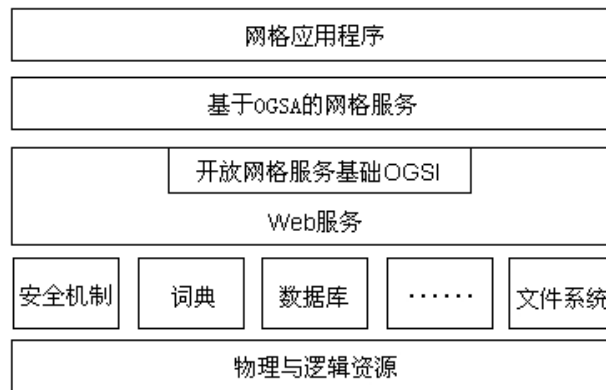 网格应用程序
基于OGSA的网格服务
开放网格服务基础OGSI
Web服务
安全机制 词典 数据库 …… 文件系统
物理与逻辑资源